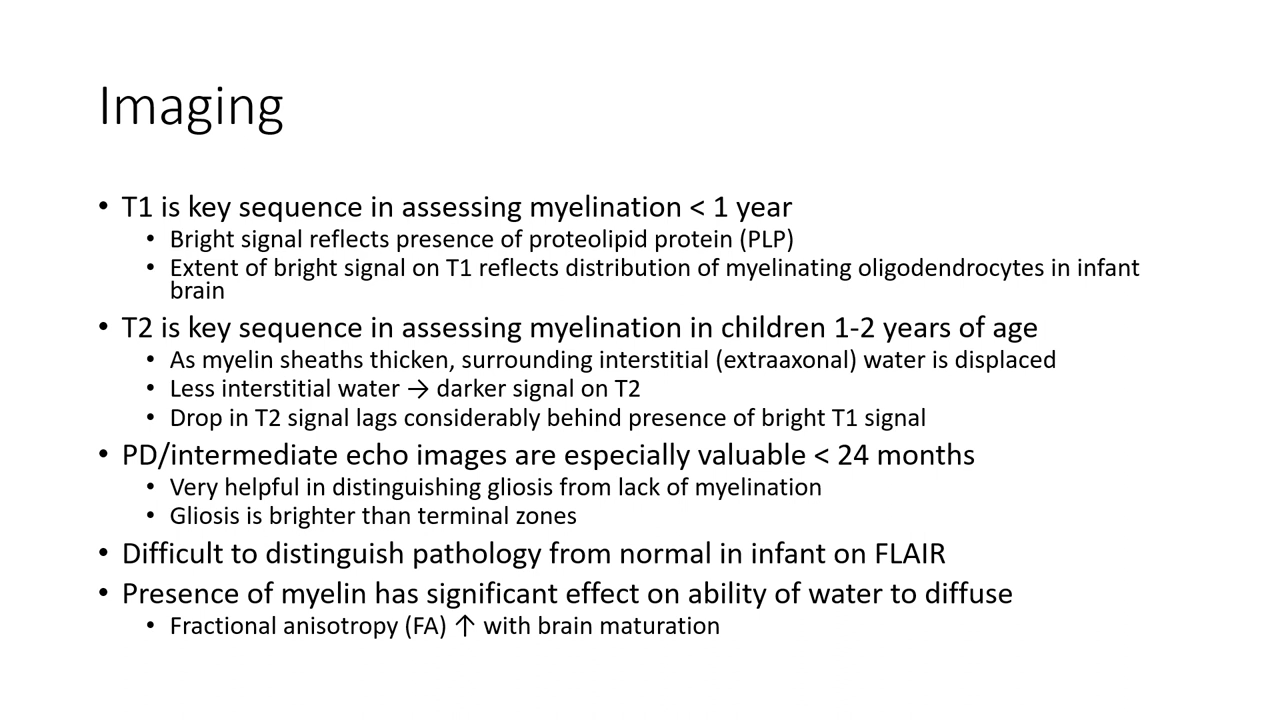 Imaging
• T1 is key sequence in assessing myelination < 1 year
• Bright signal reflects presence of proteolipid protein (PLP)
• Extent of bright signal on T1 reflects distribution of myelinating oligodendrocytes in infant
brain
• T2 is key sequence in assessing myelination in children 1-2 years of age
• As myelin sheaths thicken, surrounding interstitial (extraaxonal) water is displaced
• Less interstitial water → darker signal on T2
• Drop in T2 signal lags considerably behind presence of bright T1 signal
• PD/intermediate echo images are especially valuable < 24 months
• Very helpful in distinguishing gliosis from lack of myelination
• Gliosis is brighter than terminal zones
• Difficult to distinguish pathology from normal in infant on FLAIR
• Presence of myelin has significant effect on ability of water to diffuse
• Fractional anisotropy (FA) ↑ with brain maturation